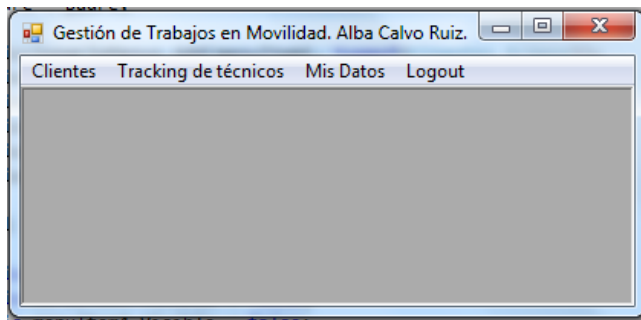 Gestión de Trabajos en Movilidad. Alba Calvo Ruiz.
Clientes Tracking de técnicos Mis Datos Logout